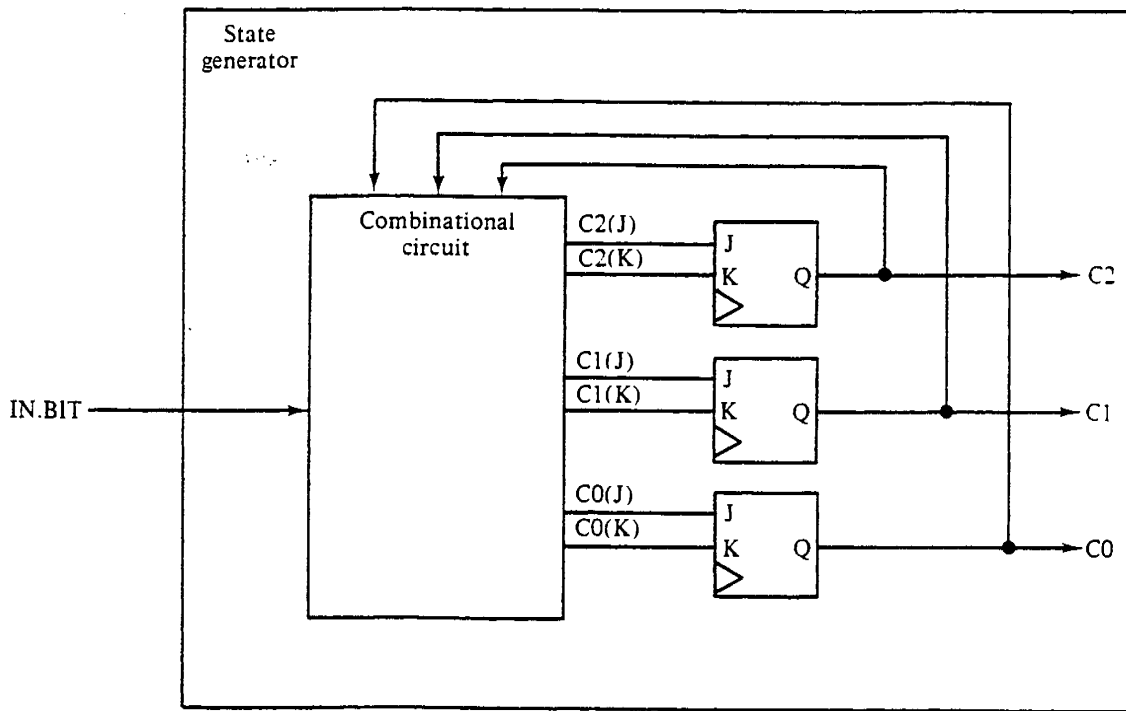 State
generator
Combinational
circuit
IN.BIT
C2(J)
C2(K)
J
K
Q
C2
C1(J)
C1(K)
J
K
Q
C1
C0(J)
C0(K)
J
K
Q
C0